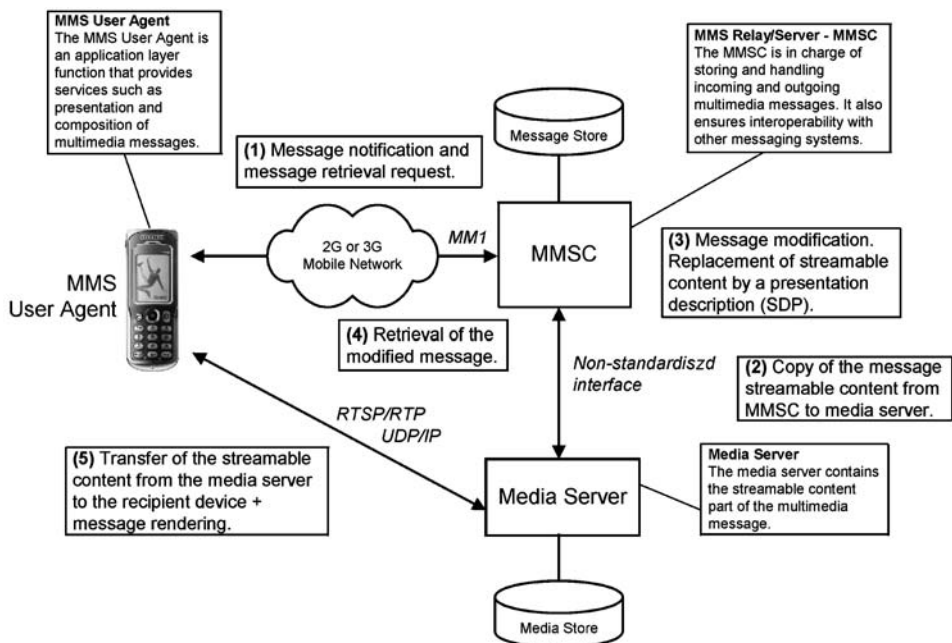 MMS User Agent
The MMS User Agent is
an application layer
function that provides
services such as
presentation and
composition of
multimedia messages.
MMS Relay/Server - MMSC
The MMSC is in charge of
storing and handling
incoming and outgoing
multimedia messages. It also
ensures interoperability with
other messaging systems.
Message Store
(1) Message notification and
message retrieval request.
2G or 3G
Mobile Network
MM1
MMSC
(3) Message modification.
Replacement of streamable
content by a presentation
description (SDP).
MMS
User Agent
(4) Retrieval of the
modified message.
Non-standardiszd
interface
(2) Copy of the message
streamable content from
MMSC to media server.
RTSP/RTP
UDP/IP
(5) Transfer of the streamable
content from the media server
to the recipient device +
message rendering.
Media Server
Media Server
The media server contains
the streamable content
part of the multimedia
message.
Media Store